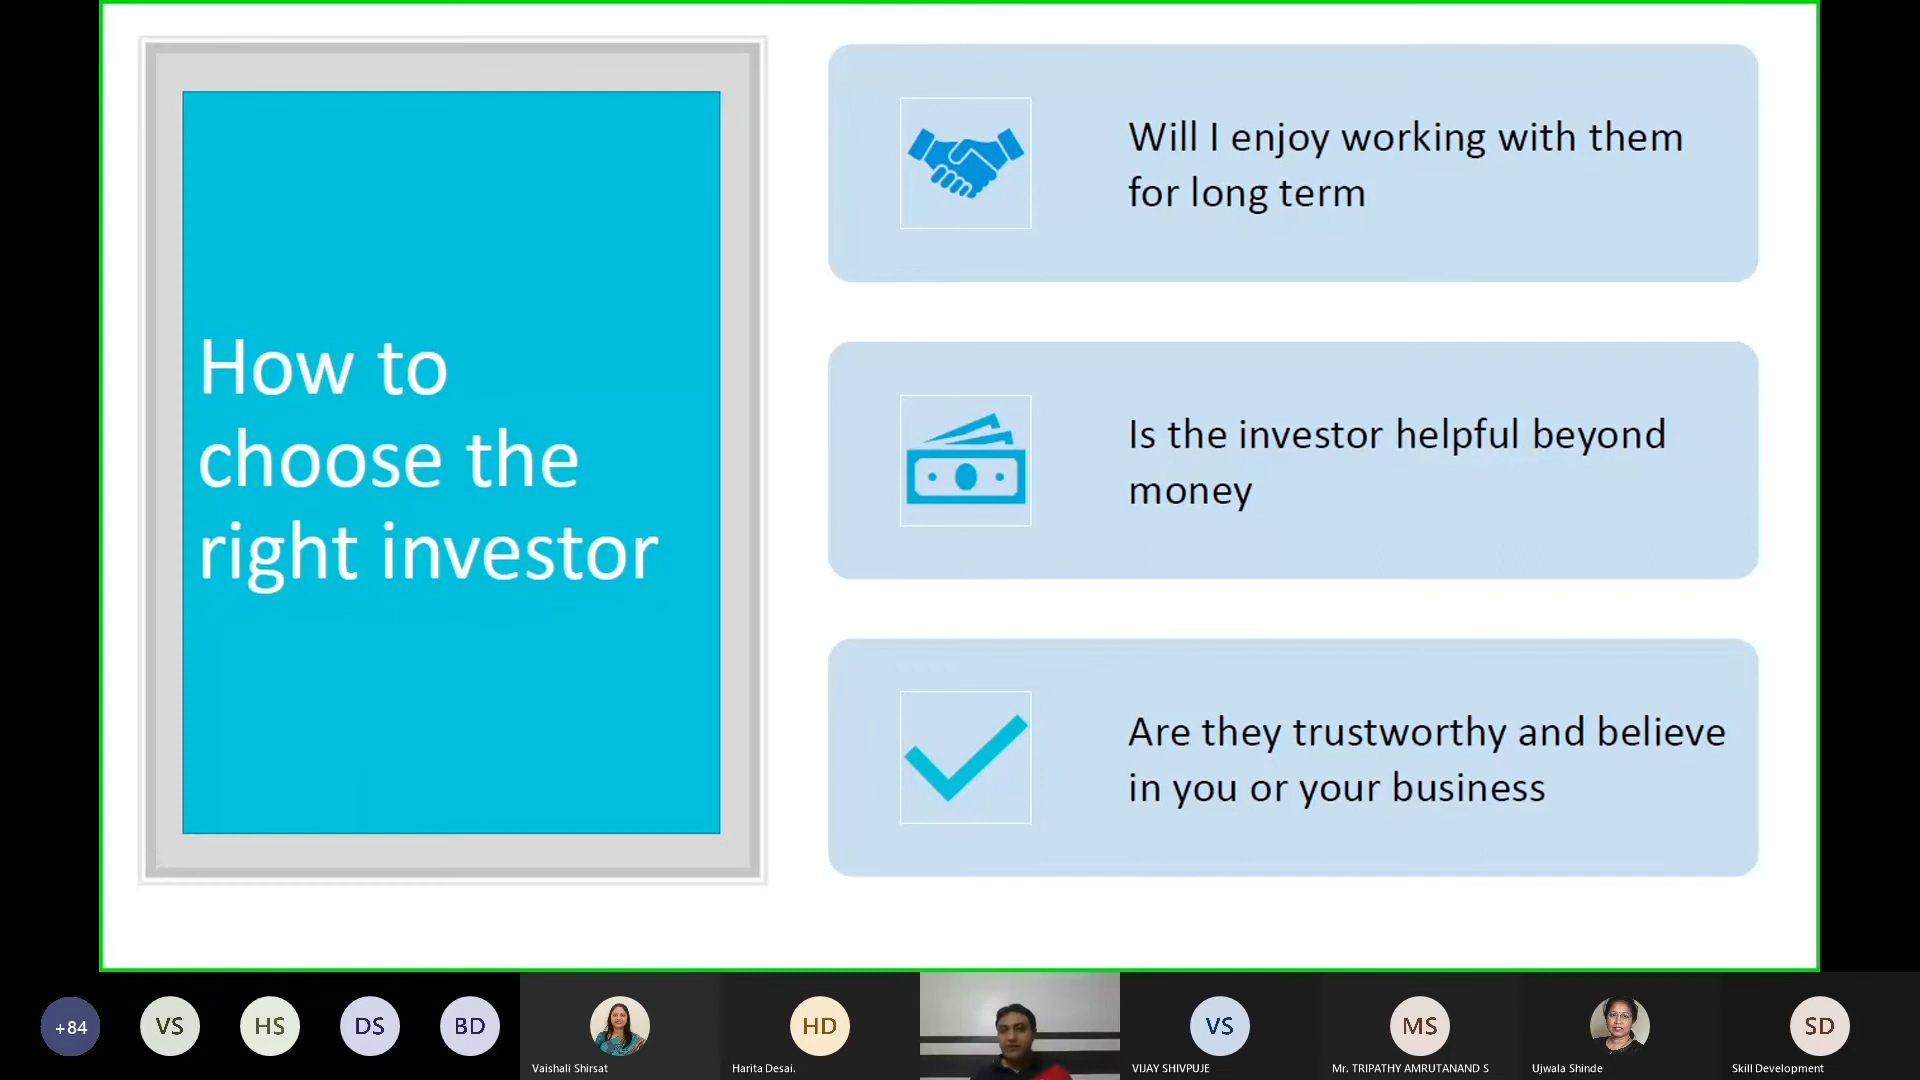 How to
choose the
right investor
Will I enjoy working with them
for long term
Is the investor helpful beyond
money
Are they trustworthy and believe
in you or your business
+84
VS
HS
DS
BD
Vaishali Shirsat
HD
Harita Desai.
VS
VIJAY SHIVPUJE
MS
Mr. TRIPATHY AMRUTANAND S
Ujwala Shinde
SD
Skill Development